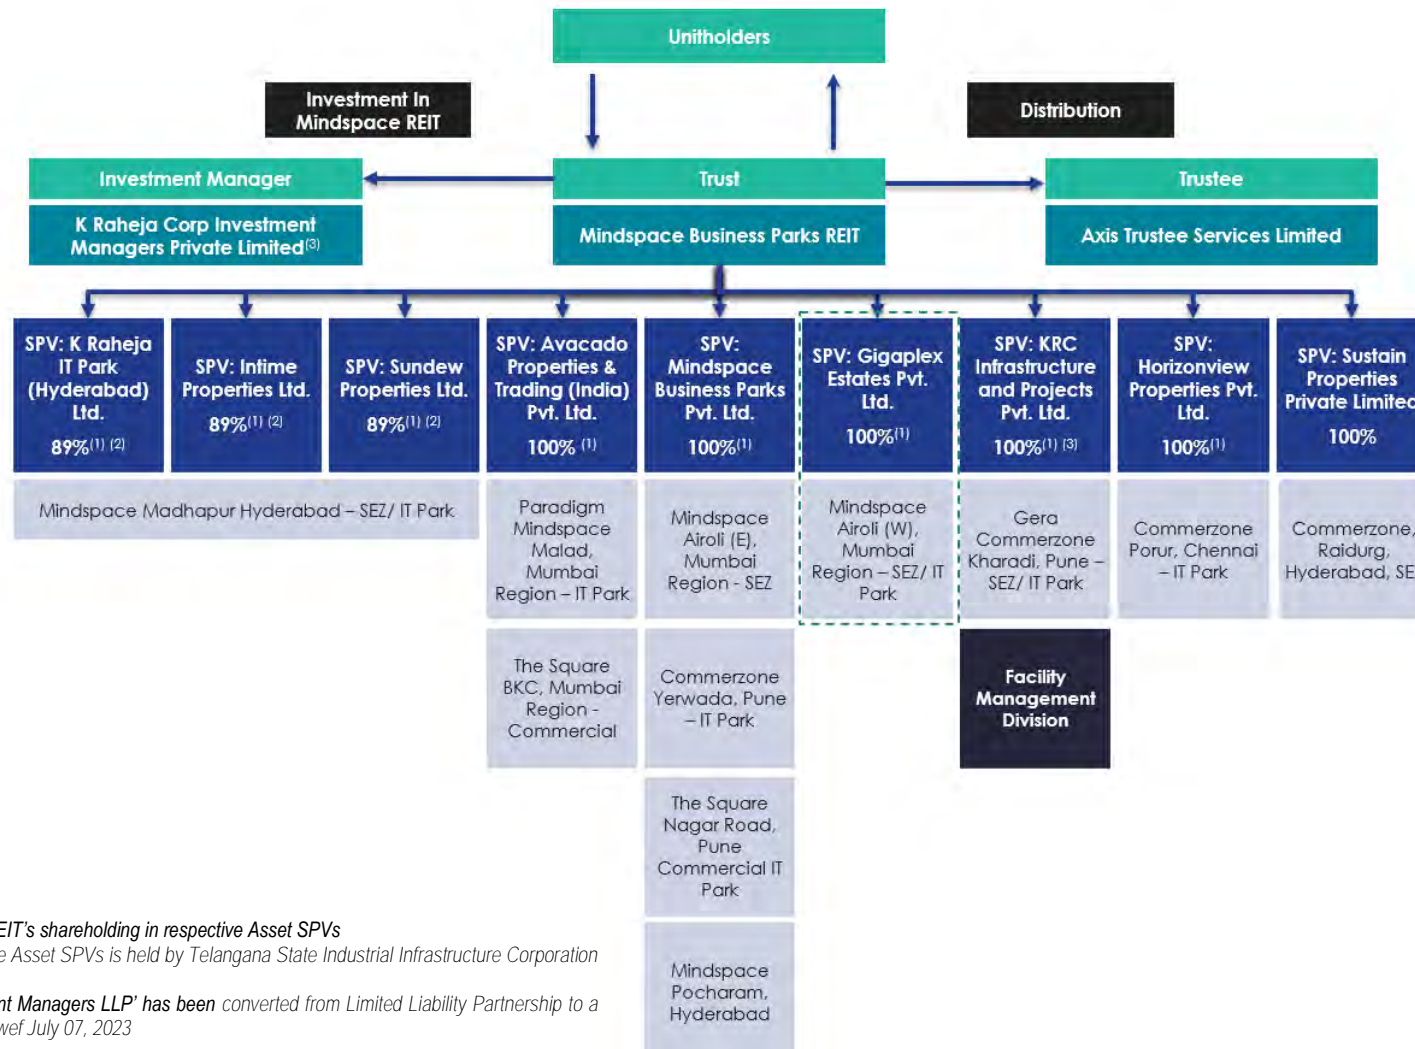 Unitholders
Investment In
Mindspace REIT
Distribution
Investment Manager
Trust
Trustee
K Raheja Corp Investment
Managers Private Limited(3)
Mindspace Business Parks REIT
Axis Trustee Services Limited
SPV: K Raheja
IT Park
(Hyderabad)
Ltd.
89%(1) (2)
SPV: Intime
Properties Ltd.
89%(1) (2)
SPV: Sundew
Properties Ltd.
89%(1) (2)
SPV: Avacado
Properties &
Trading (India)
Pvt. Ltd.
100% (1)
SPV:
Mindspace
Business Parks
Pvt. Ltd.
100%(1)
SPV: Gigaplex
Estates Pvt.
Ltd.
100%(1)
SPV: KRC
Infrastructure
and Projects
Pvt. Ltd.
100%(1) (3)
SPV:
Horizonview
Properties Pvt.
Ltd.
100%(1)
SPV: Sustain
Properties
Private Limited
100%
Mindspace Madhapur Hyderabad – SEZ/ IT Park
Paradigm
Mindspace
Malad,
Mumbai
Region – IT Park
Mindspace
Airoli (E),
Mumbai
Region - SEZ
Mindspace
Airoli (W),
Mumbai
Region – SEZ/ IT
Park
Gera
Commerzone
Kharadi, Pune –
SEZ/ IT Park
Commerzone
Porur, Chennai
– IT Park
Commerzone,
Raidurg,
Hyderabad, SE
The Square
BKC, Mumbai
Region -
Commercial
Commerzone
Yerwada, Pune
– IT Park
Facility
Management
Division
The Square
Nagar Road,
Pune
Commercial IT
Park
Mindspace
Pocharam,
Hyderabad
EIT's shareholding in respective Asset SPVs
e Asset SPVs is held by Telangana State Industrial Infrastructure Corporation
nt Managers LLP' has been converted from Limited Liability Partnership to a
wef July 07, 2023